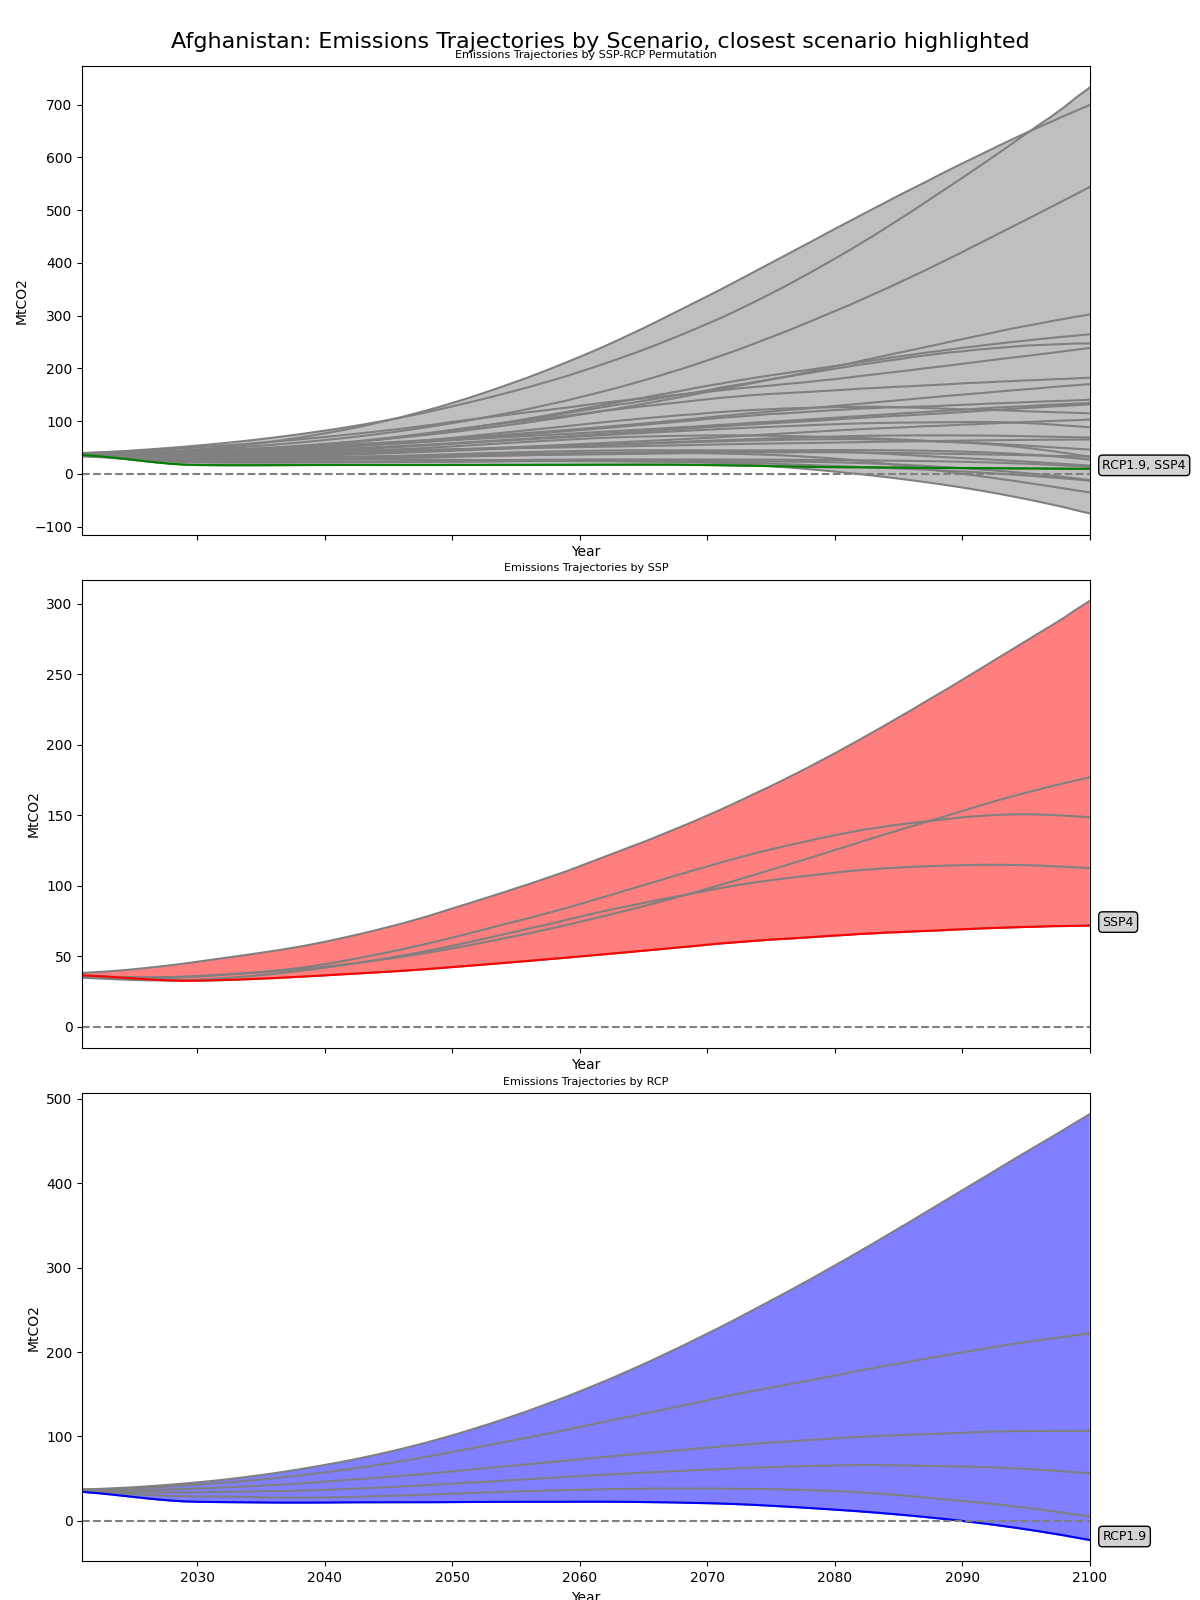 Afghanistan: Emissions Trajectories by Scenario, closest scenario highlighted
Emissions Trajectories by SSP-RCP Permutation
700
600
500
400
300
200
100
0
−100
MtCO2
RCP1.9, SSP4
Year
Emissions Trajectories by SSP
300
250
200
150
100
50
0
MtCO2
SSP4
Year
Emissions Trajectories by RCP
500
400
300
200
100
0
MtCO2
RCP1.9
2030 2040 2050 2060 2070 2080 2090 2100
Year